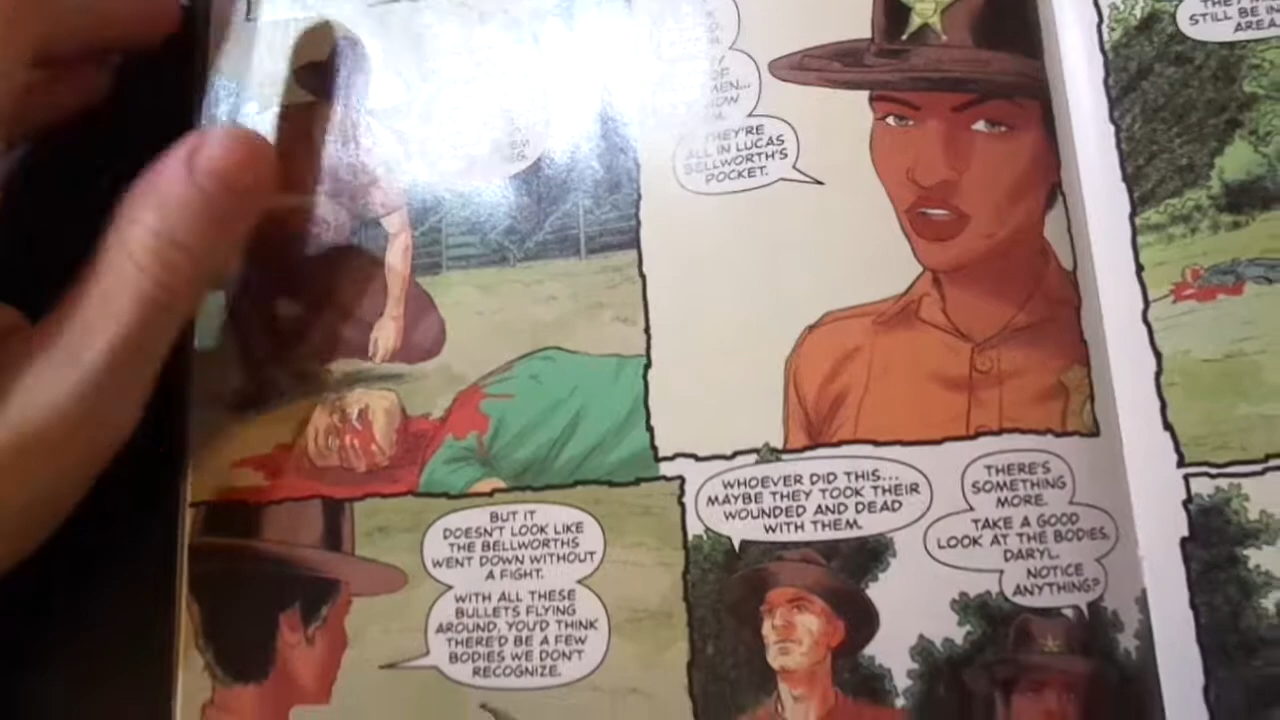 THEY'RE
ALL IN LUCAS
BELLWORTH'S
POCKET.
STILL BE IN
AREA.
BUT IT
DOESN'T LOOK LIKE
THE BELLWORTHS
WENT DOWN WITHOUT
A FIGHT.
WITH ALL THESE
BULLETS FLYING
AROUND, YOU'D THINK
THERE'D BE A FEW
BODIES WE DON'T
RECOGNIZE.
WHOEVER DID THIS...
MAYBE THEY TOOK THEIR
WOUNDED AND DEAD
WITH THEM.
THERE'S
SOMETHING
MORE.
TAKE A GOOD
LOOK AT THE BODIES,
DARYL.
NOTICE
ANYTHING?